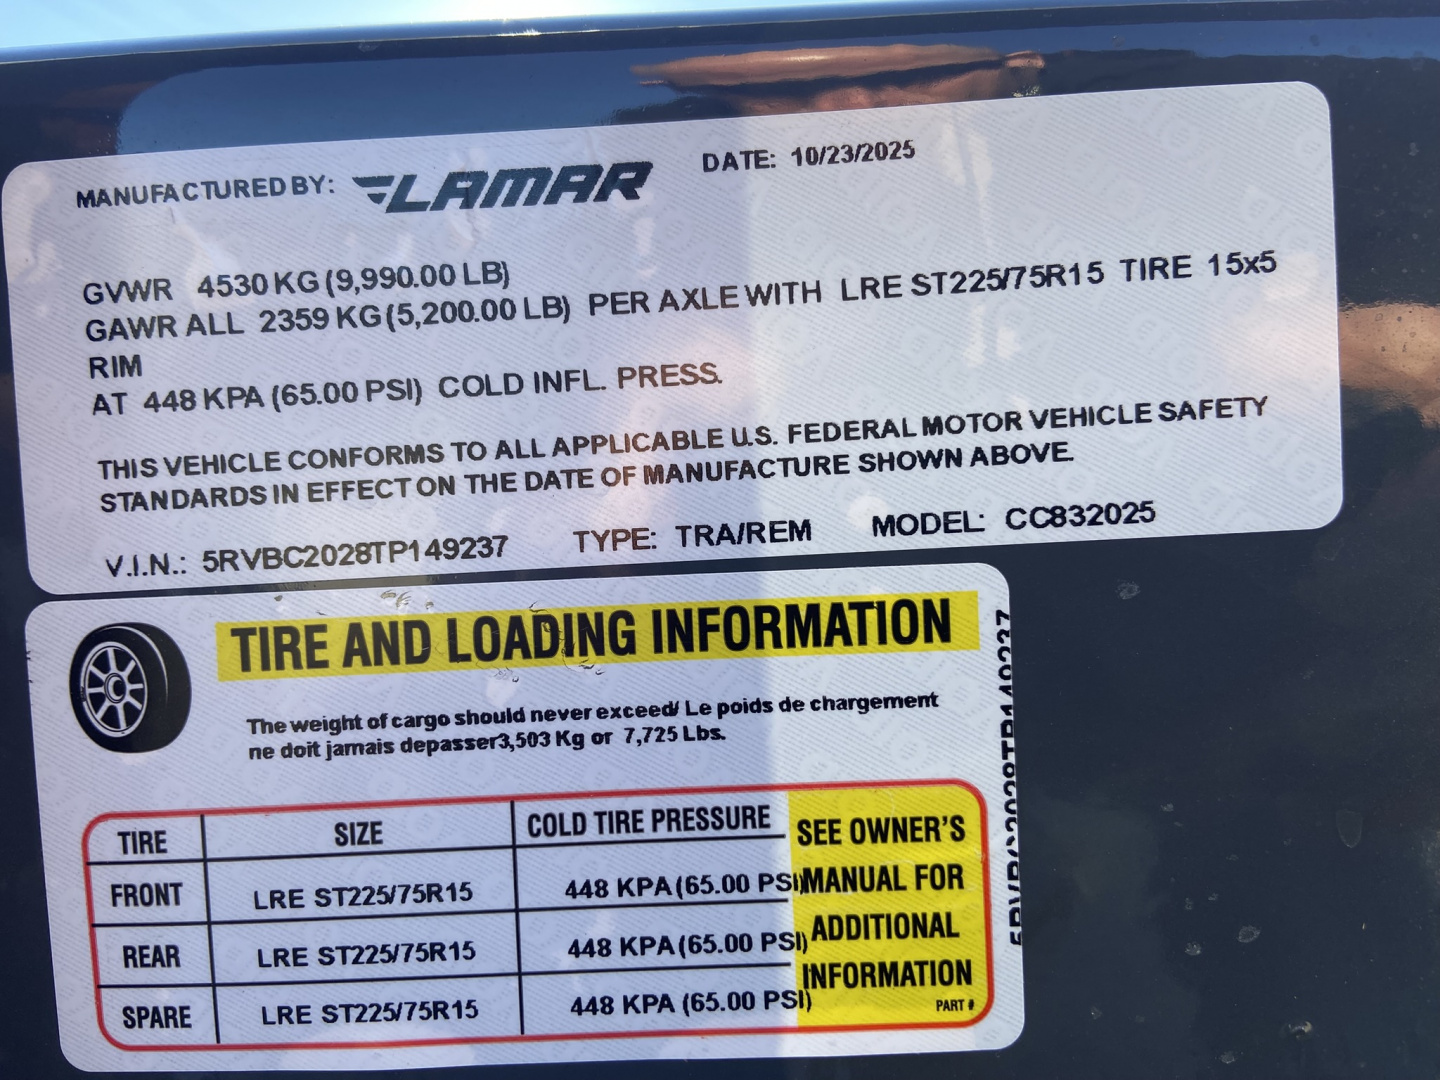 MANUFACTURED BY: LAMAR DATE: 10/23/2025
GVWR 4530 KG (9,990.00 LB)
GAWR ALL 2359 KG (5,200.00 LB) PER AXLE WITH LRE ST225/75R15 TIRE 15x5
RIM
AT 448 KPA (65.00 PSI) COLD INFL. PRESS.
THIS VEHICLE CONFORMS TO ALL APPLICABLE U.S. FEDERAL MOTOR VEHICLE SAFETY
STANDARDS IN EFFECT ON THE DATE OF MANUFACTURE SHOWN ABOVE.
V.I.N.: 5RVBC2028TP149237 TYPE: TRA/REM MODEL: CC832025
TIRE AND LOADING INFORMATION
The weight of cargo should never exceed/ Le poids de chargement
ne doit jamais depasser3,503 Kg or 7,725 Lbs.
TIRE SIZE COLD TIRE PRESSURE
FRONT LRE ST225/75R15 448 KPA (65.00 PSI)
REAR LRE ST225/75R15 448 KPA (65.00 PSI)
SPARE LRE ST225/75R15 448 KPA (65.00 PSI)
SEE OWNER'S
MANUAL FOR
ADDITIONAL
INFORMATION
PART #
5RVBC2028TP149237